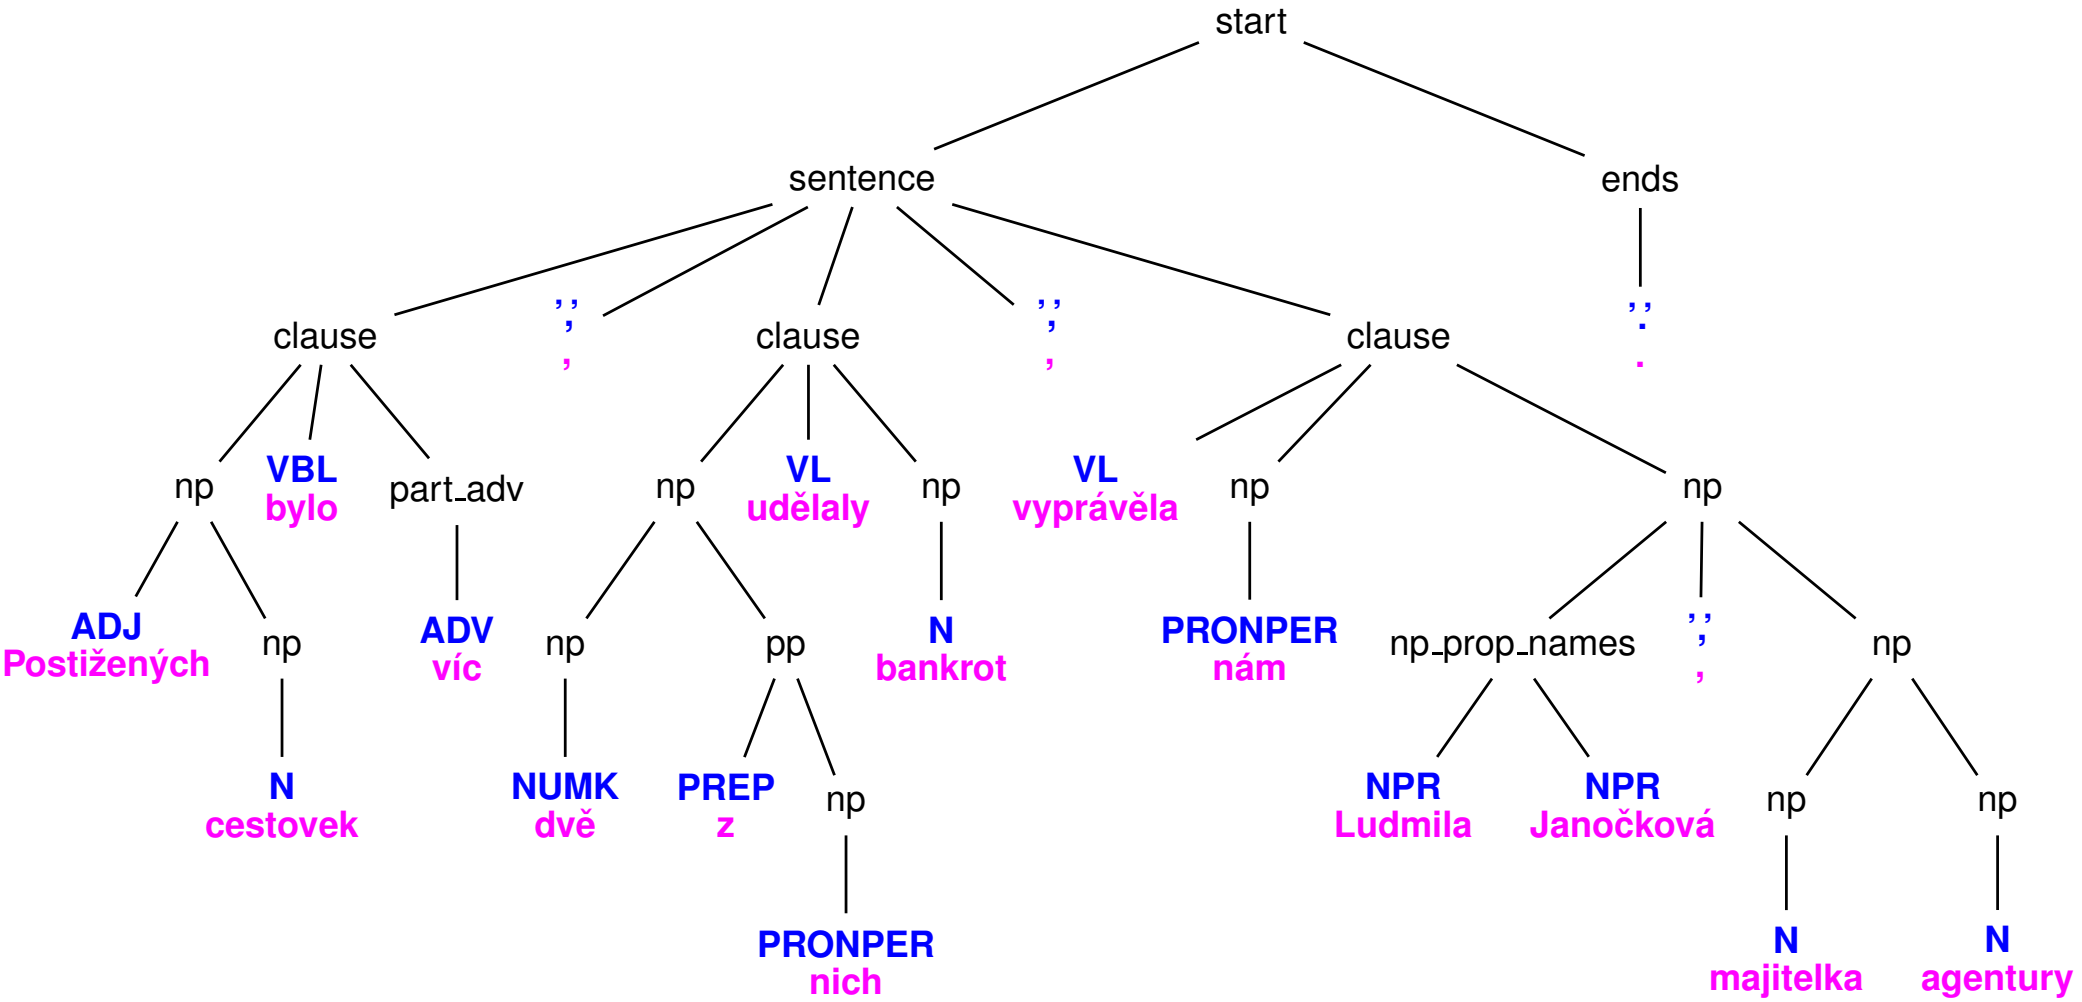 start
sentence ends
',' ',' '.'
clause , clause , clause .
np VBL part_adv np VL np VL np np
bylo udělaly vyprávěla
ADJ np ADV np pp N PRONPER np_prop_names ',' np
Postižených víc bankrot nám ,
N NUMK PREP np NPR NPR np np
cestovek dvě z Ludmila Janočková
PRONPER N N
nich majitelka agentury